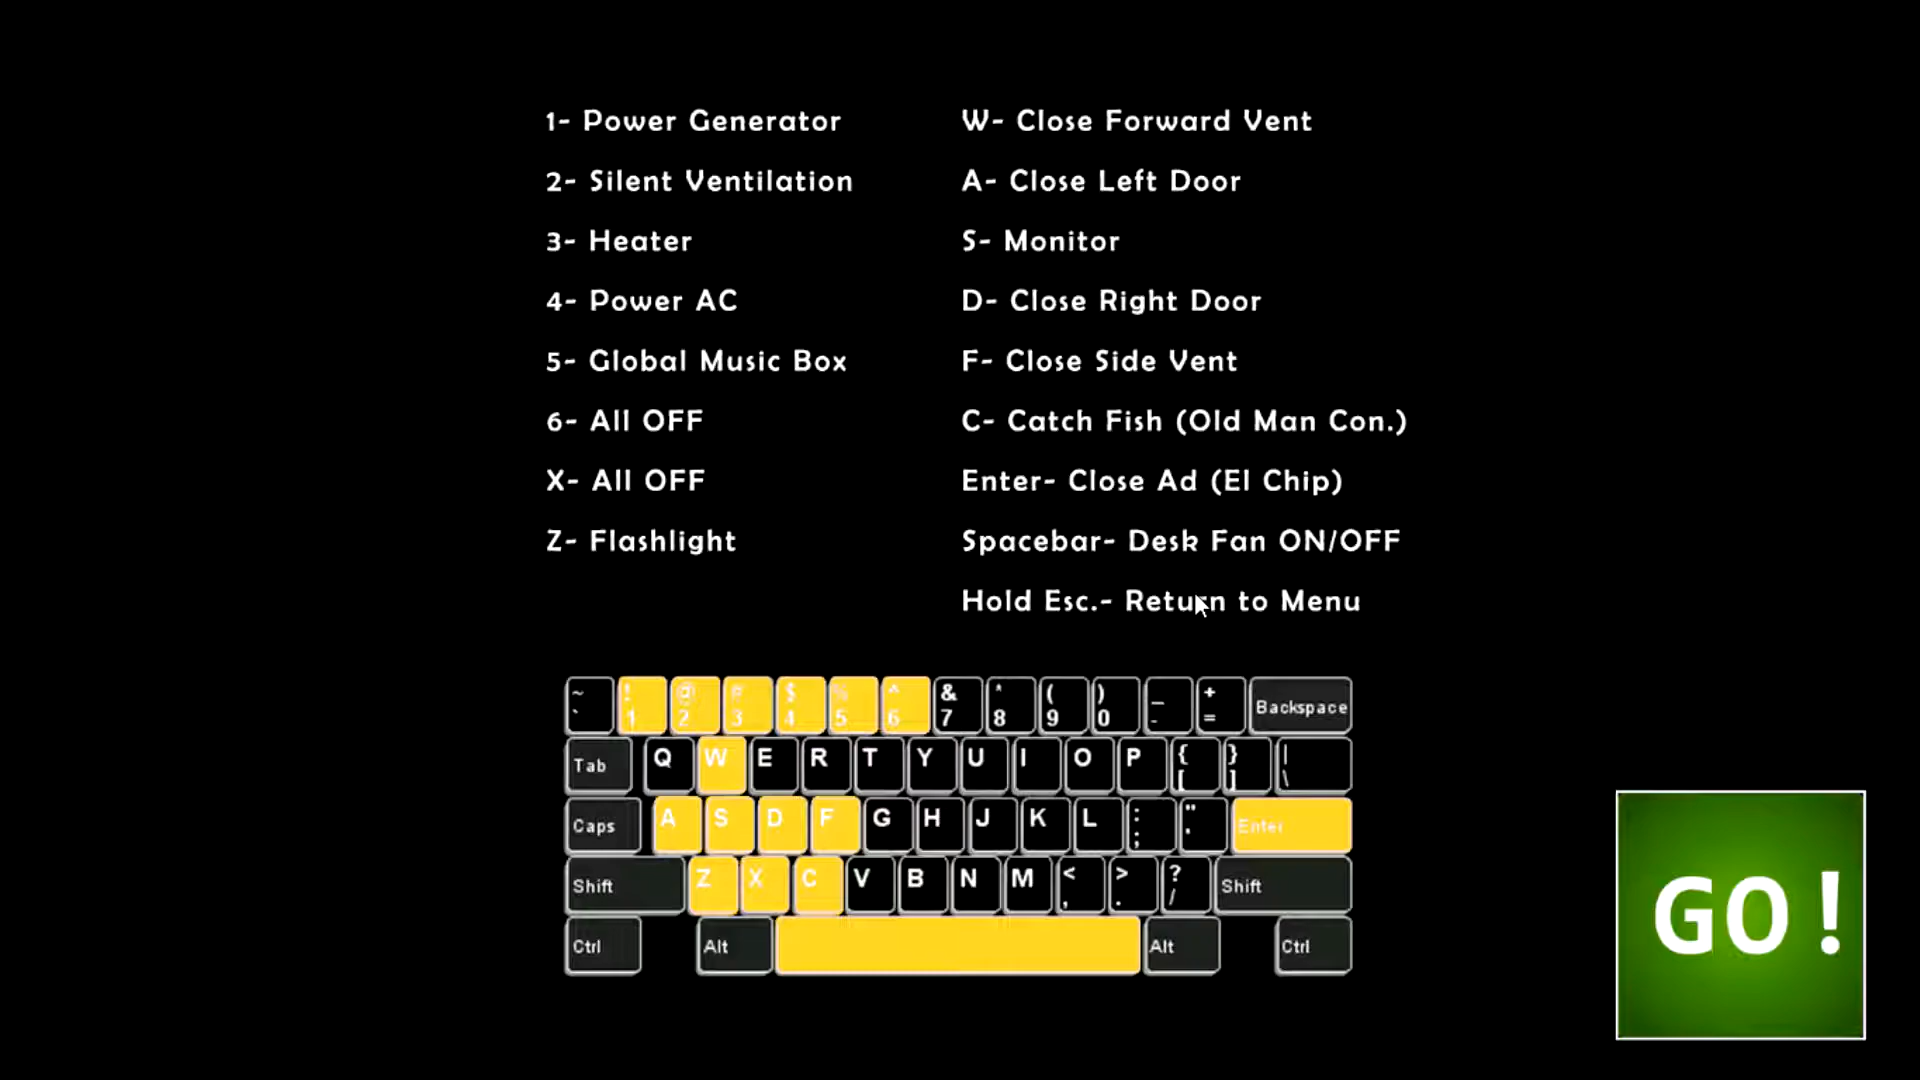 1- Power Generator
2- Silent Ventilation
3- Heater
4- Power AC
5- Global Music Box
6- All OFF
X- All OFF
Z- Flashlight
W- Close Forward Vent
A- Close Left Door
S- Monitor
D- Close Right Door
F- Close Side Vent
C- Catch Fish (Old Man Con.)
Enter- Close Ad (El Chip)
Spacebar- Desk Fan ON/OFF
Hold Esc.- Return to Menu
~ ! @ # $ % ^ & * ( ) _ +
` 1 2 3 4 5 6 7 8 9 0 - = Backspace
Tab Q W E R T Y U I O P { [ } ] | \
Caps A S D F G H J K L : ; " ' Enter
Shift Z X C V B N M < , > . ? / Shift
Ctrl Alt Alt Ctrl
GO!